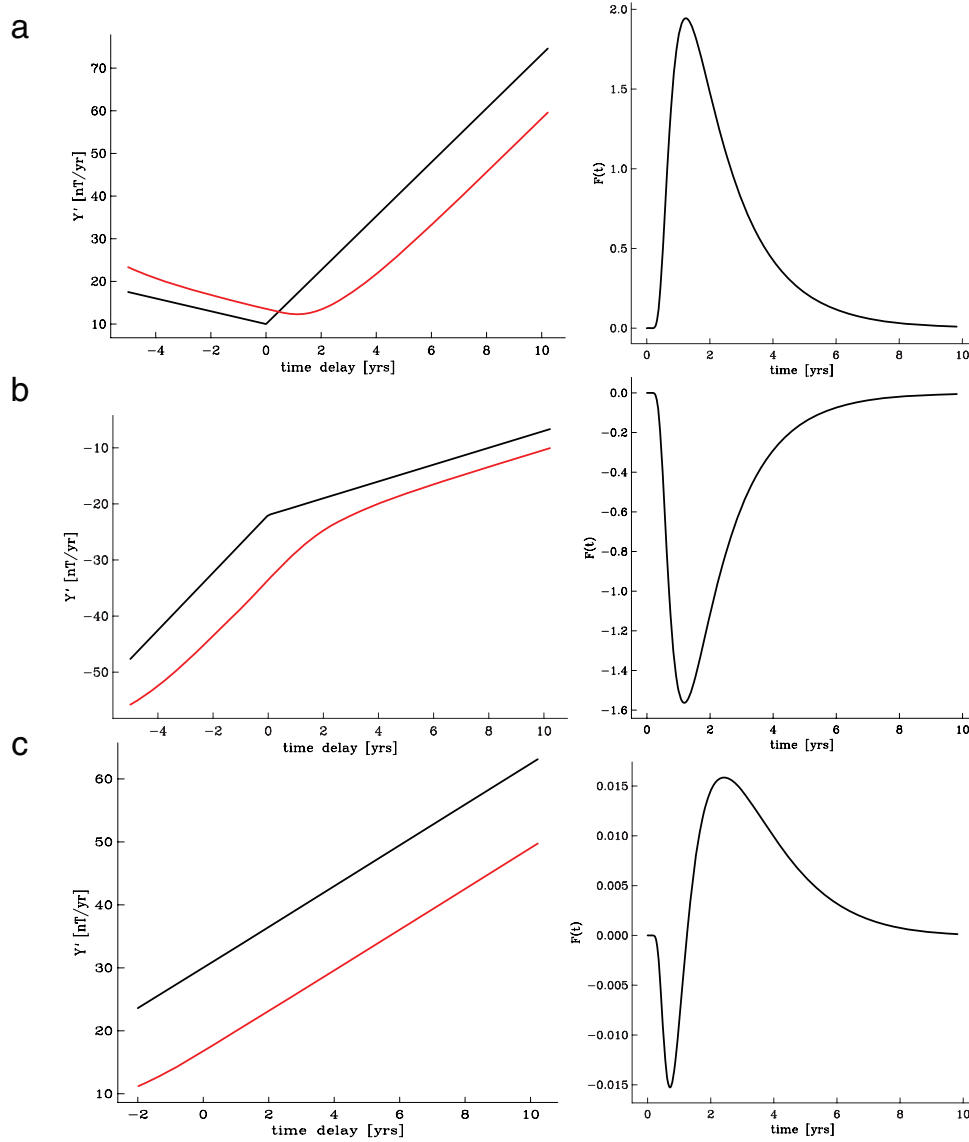 a
Y' [nT/yr]
70
60
50
40
30
20
10
−4 −2 0 2 4 6 8 10
time delay [yrs]
F(t)
2.0
1.5
1.0
0.5
0.0
0 2 4 6 8 10
time [yrs]
b
Y' [nT/yr]
−10
−20
−30
−40
−50
−4 −2 0 2 4 6 8 10
time delay [yrs]
F(t)
0.0
−0.2
−0.4
−0.6
−0.8
−1.0
−1.2
−1.4
−1.6
0 2 4 6 8 10
time [yrs]
c
Y' [nT/yr]
60
50
40
30
20
10
−2 0 2 4 6 8 10
time delay [yrs]
F(t)
0.015
0.010
0.005
0.000
−0.005
−0.010
−0.015
0 2 4 6 8 10
time [yrs]